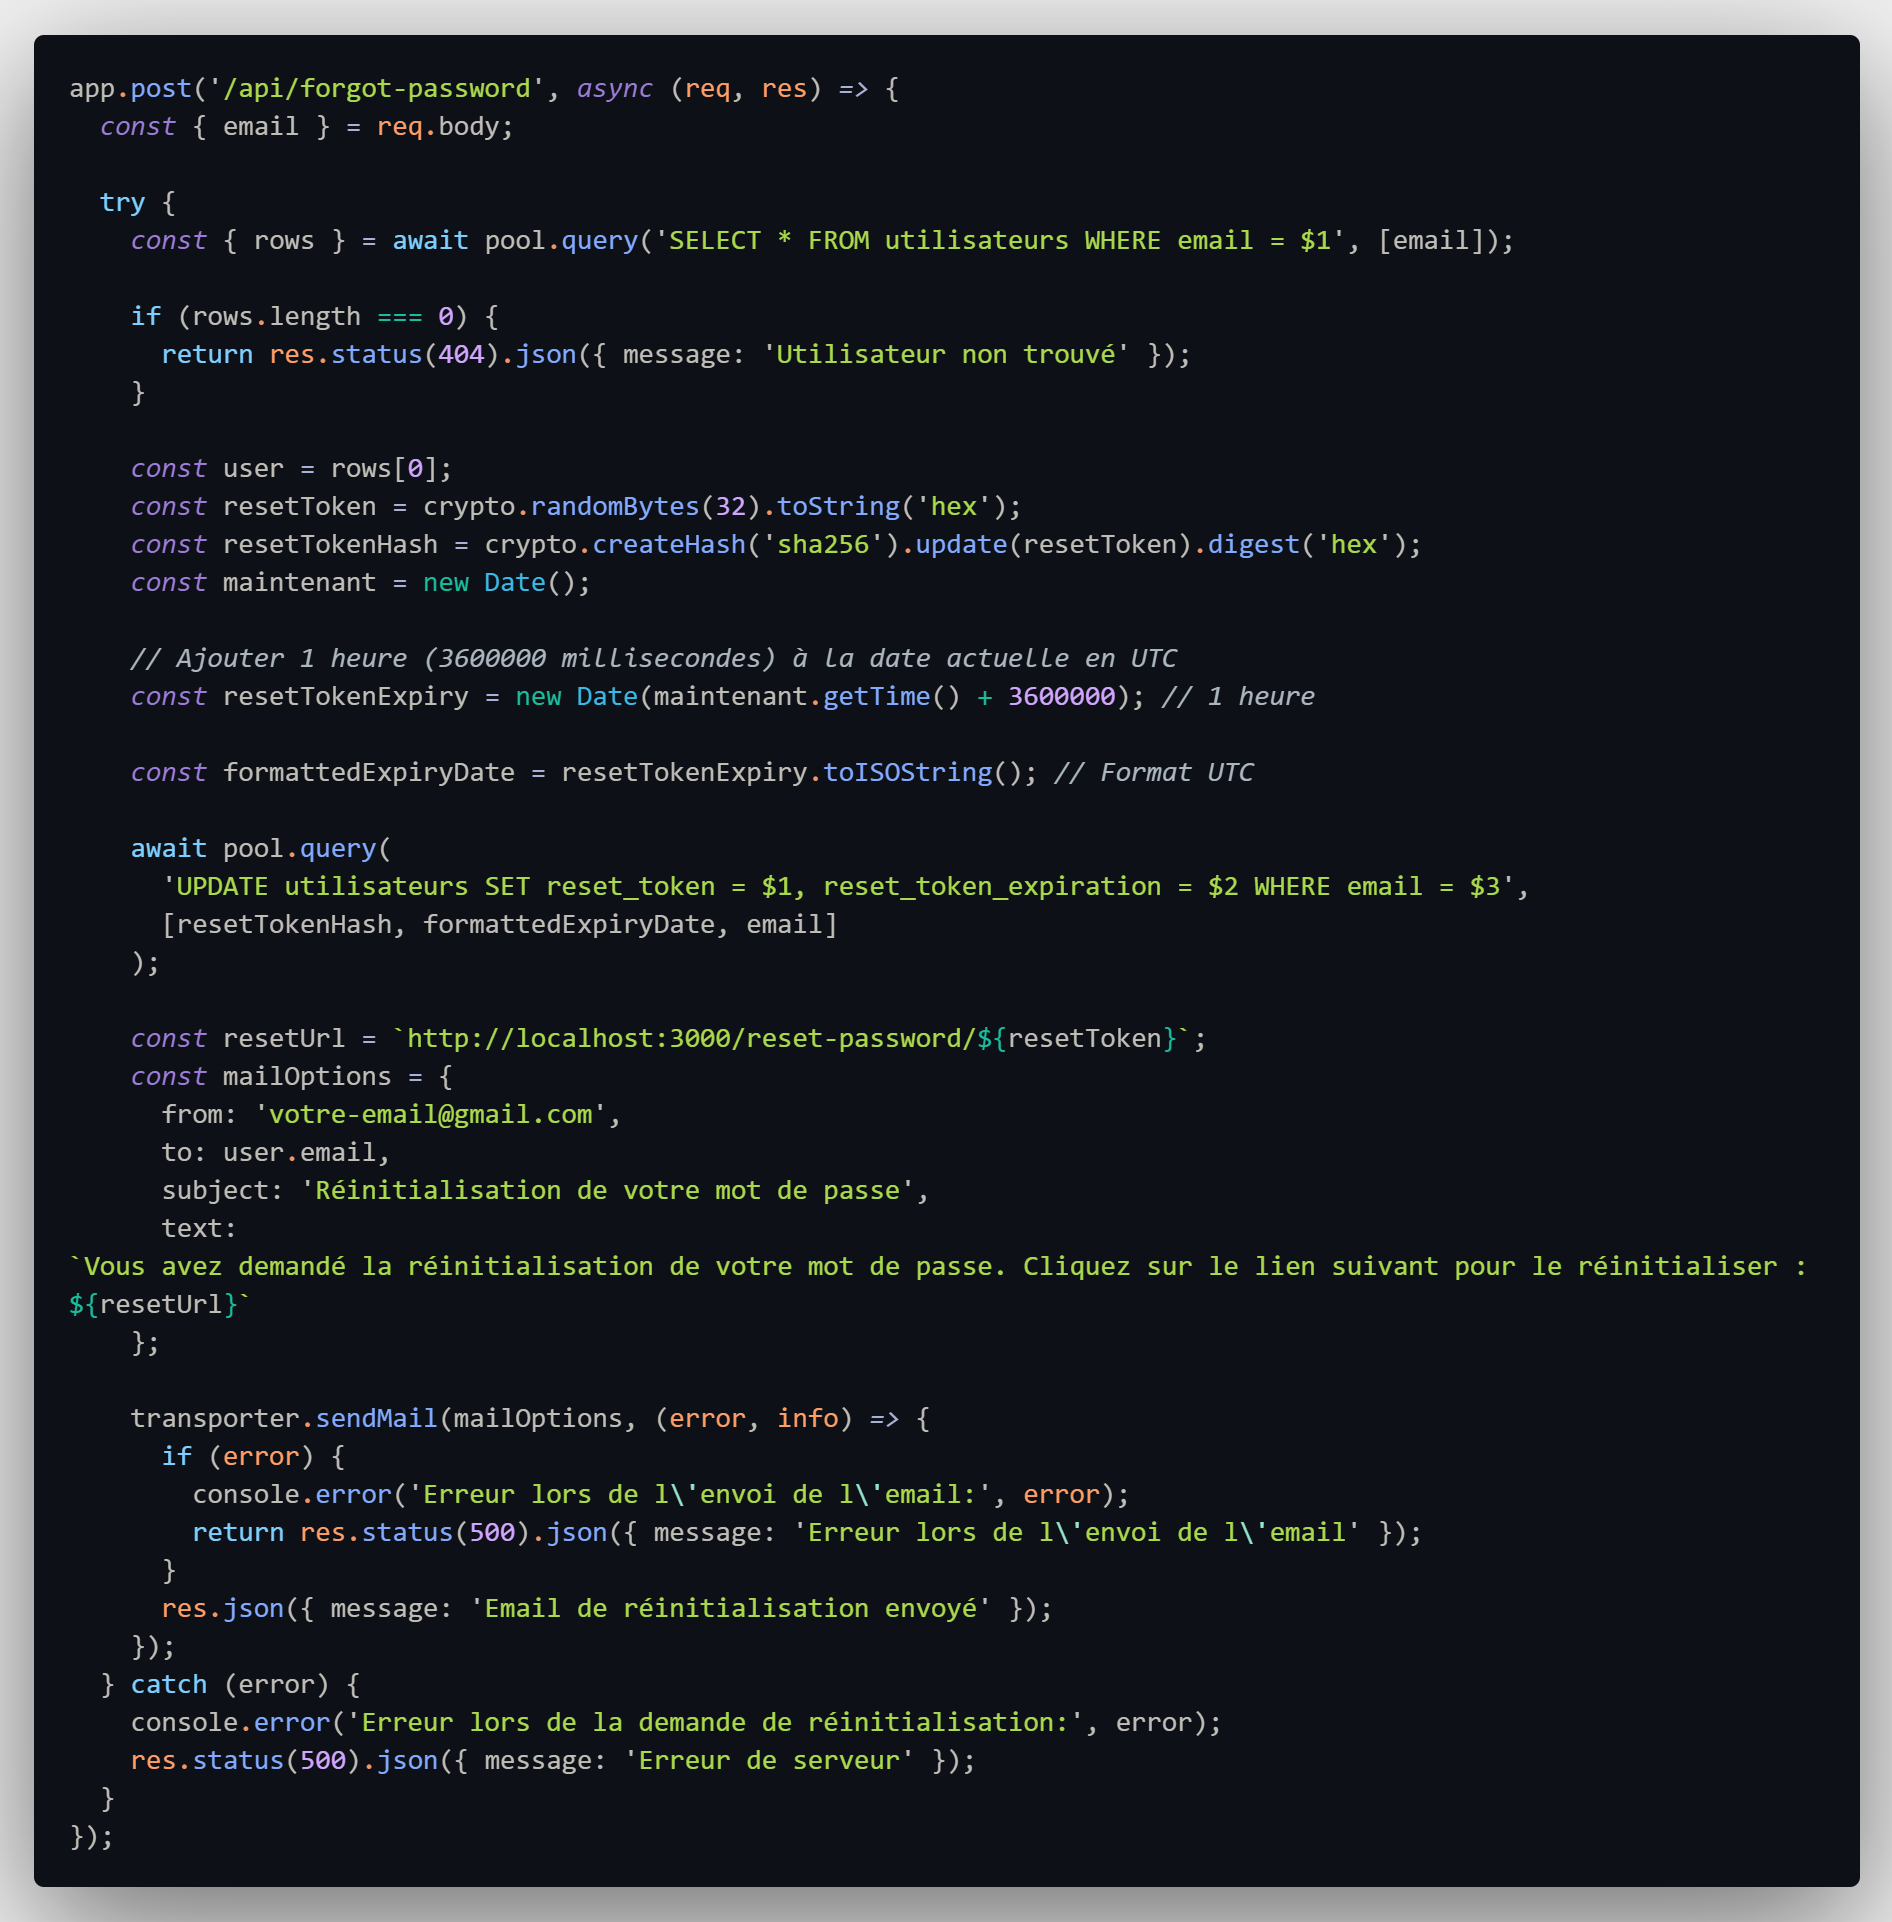 app.post('/api/forgot-password', async (req, res) => {
  const { email } = req.body;

  try {
    const { rows } = await pool.query('SELECT * FROM utilisateurs WHERE email = $1', [email]);

    if (rows.length === 0) {
      return res.status(404).json({ message: 'Utilisateur non trouvé' });
    }

    const user = rows[0];
    const resetToken = crypto.randomBytes(32).toString('hex');
    const resetTokenHash = crypto.createHash('sha256').update(resetToken).digest('hex');
    const maintenant = new Date();

    // Ajouter 1 heure (3600000 millisecondes) à la date actuelle en UTC
    const resetTokenExpiry = new Date(maintenant.getTime() + 3600000); // 1 heure

    const formattedExpiryDate = resetTokenExpiry.toISOString(); // Format UTC

    await pool.query(
      'UPDATE utilisateurs SET reset_token = $1, reset_token_expiration = $2 WHERE email = $3',
      [resetTokenHash, formattedExpiryDate, email]
    );

    const resetUrl = `http://localhost:3000/reset-password/${resetToken}`;
    const mailOptions = {
      from: 'votre-email@gmail.com',
      to: user.email,
      subject: 'Réinitialisation de votre mot de passe',
      text:
`Vous avez demandé la réinitialisation de votre mot de passe. Cliquez sur le lien suivant pour le réinitialiser :
${resetUrl}`
    };

    transporter.sendMail(mailOptions, (error, info) => {
      if (error) {
        console.error('Erreur lors de l\'envoi de l\'email:', error);
        return res.status(500).json({ message: 'Erreur lors de l\'envoi de l\'email' });
      }
      res.json({ message: 'Email de réinitialisation envoyé' });
    });
  } catch (error) {
    console.error('Erreur lors de la demande de réinitialisation:', error);
    res.status(500).json({ message: 'Erreur de serveur' });
  }
});